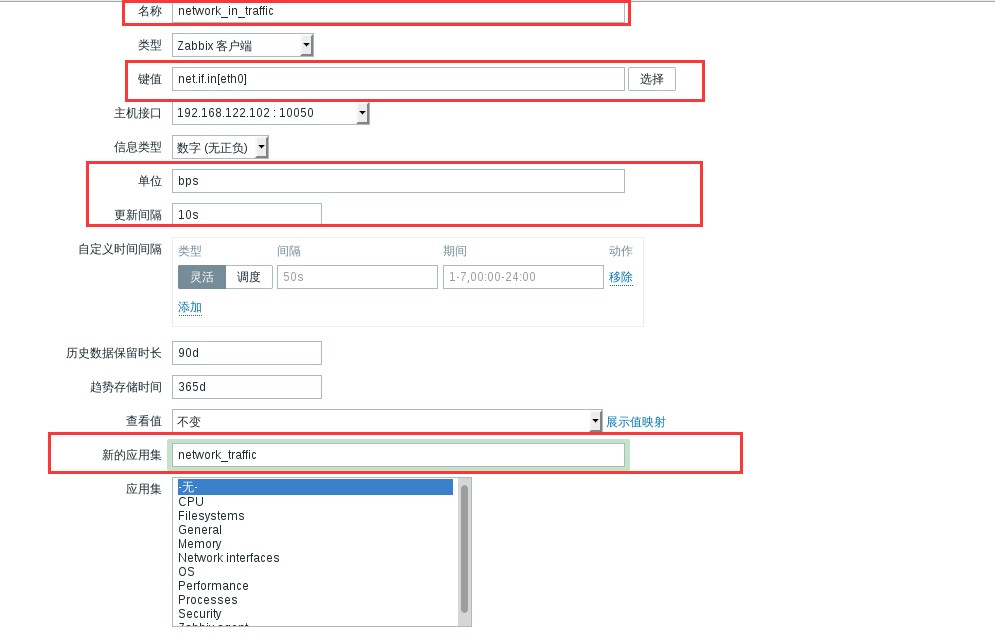 名称 network_in_traffic
类型 Zabbix 客户端
键值 net.if.in[eth0] 选择
主机接口 192.168.122.102 : 10050
信息类型 数字 (无正负)
单位 bps
更新间隔 10s
自定义时间间隔 类型 间隔 期间 动作
灵活 调度 50s 1-7,00:00-24:00 移除
添加
历史数据保留时长 90d
趋势存储时间 365d
查看值 不变 展示值映射
新的应用集 network_traffic
应用集 -无-
CPU
Filesystems
General
Memory
Network interfaces
OS
Performance
Processes
Security
Zabbix agent